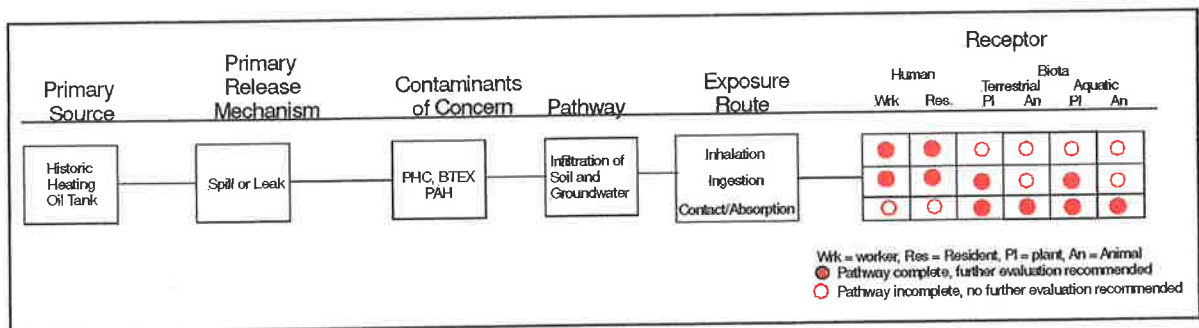 Receptor
Primary Source
Primary Release Mechanism
Contaminants of Concern
Pathway
Exposure Route
Human
Biota
Terrestrial
Aquatic
Wrk Res. Pl An Pl An
Historic
Heating
Oil Tank
Spill or Leak
PHC, BTEX
PAH
Infiltration of
Soil and
Groundwater
Inhalation
Ingestion
Contact/Absorption
Wrk = worker, Res = Resident, Pl = plant, An = Animal
Pathway complete, further evaluation recommended
Pathway incomplete, no further evaluation recommended